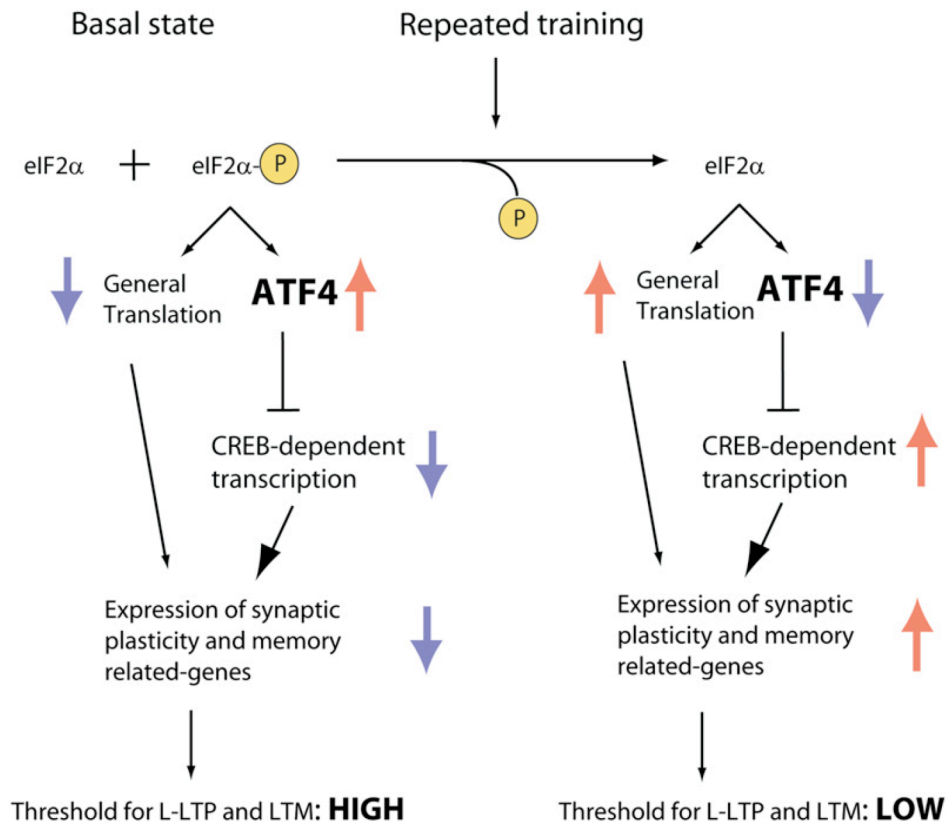 Basal state
Repeated training
eIF2α + eIF2α-P
P
eIF2α
General
Translation
ATF4
General
Translation
ATF4
CREB-dependent
transcription
CREB-dependent
transcription
Expression of synaptic
plasticity and memory
related-genes
Expression of synaptic
plasticity and memory
related-genes
Threshold for L-LTP and LTM: HIGH
Threshold for L-LTP and LTM: LOW